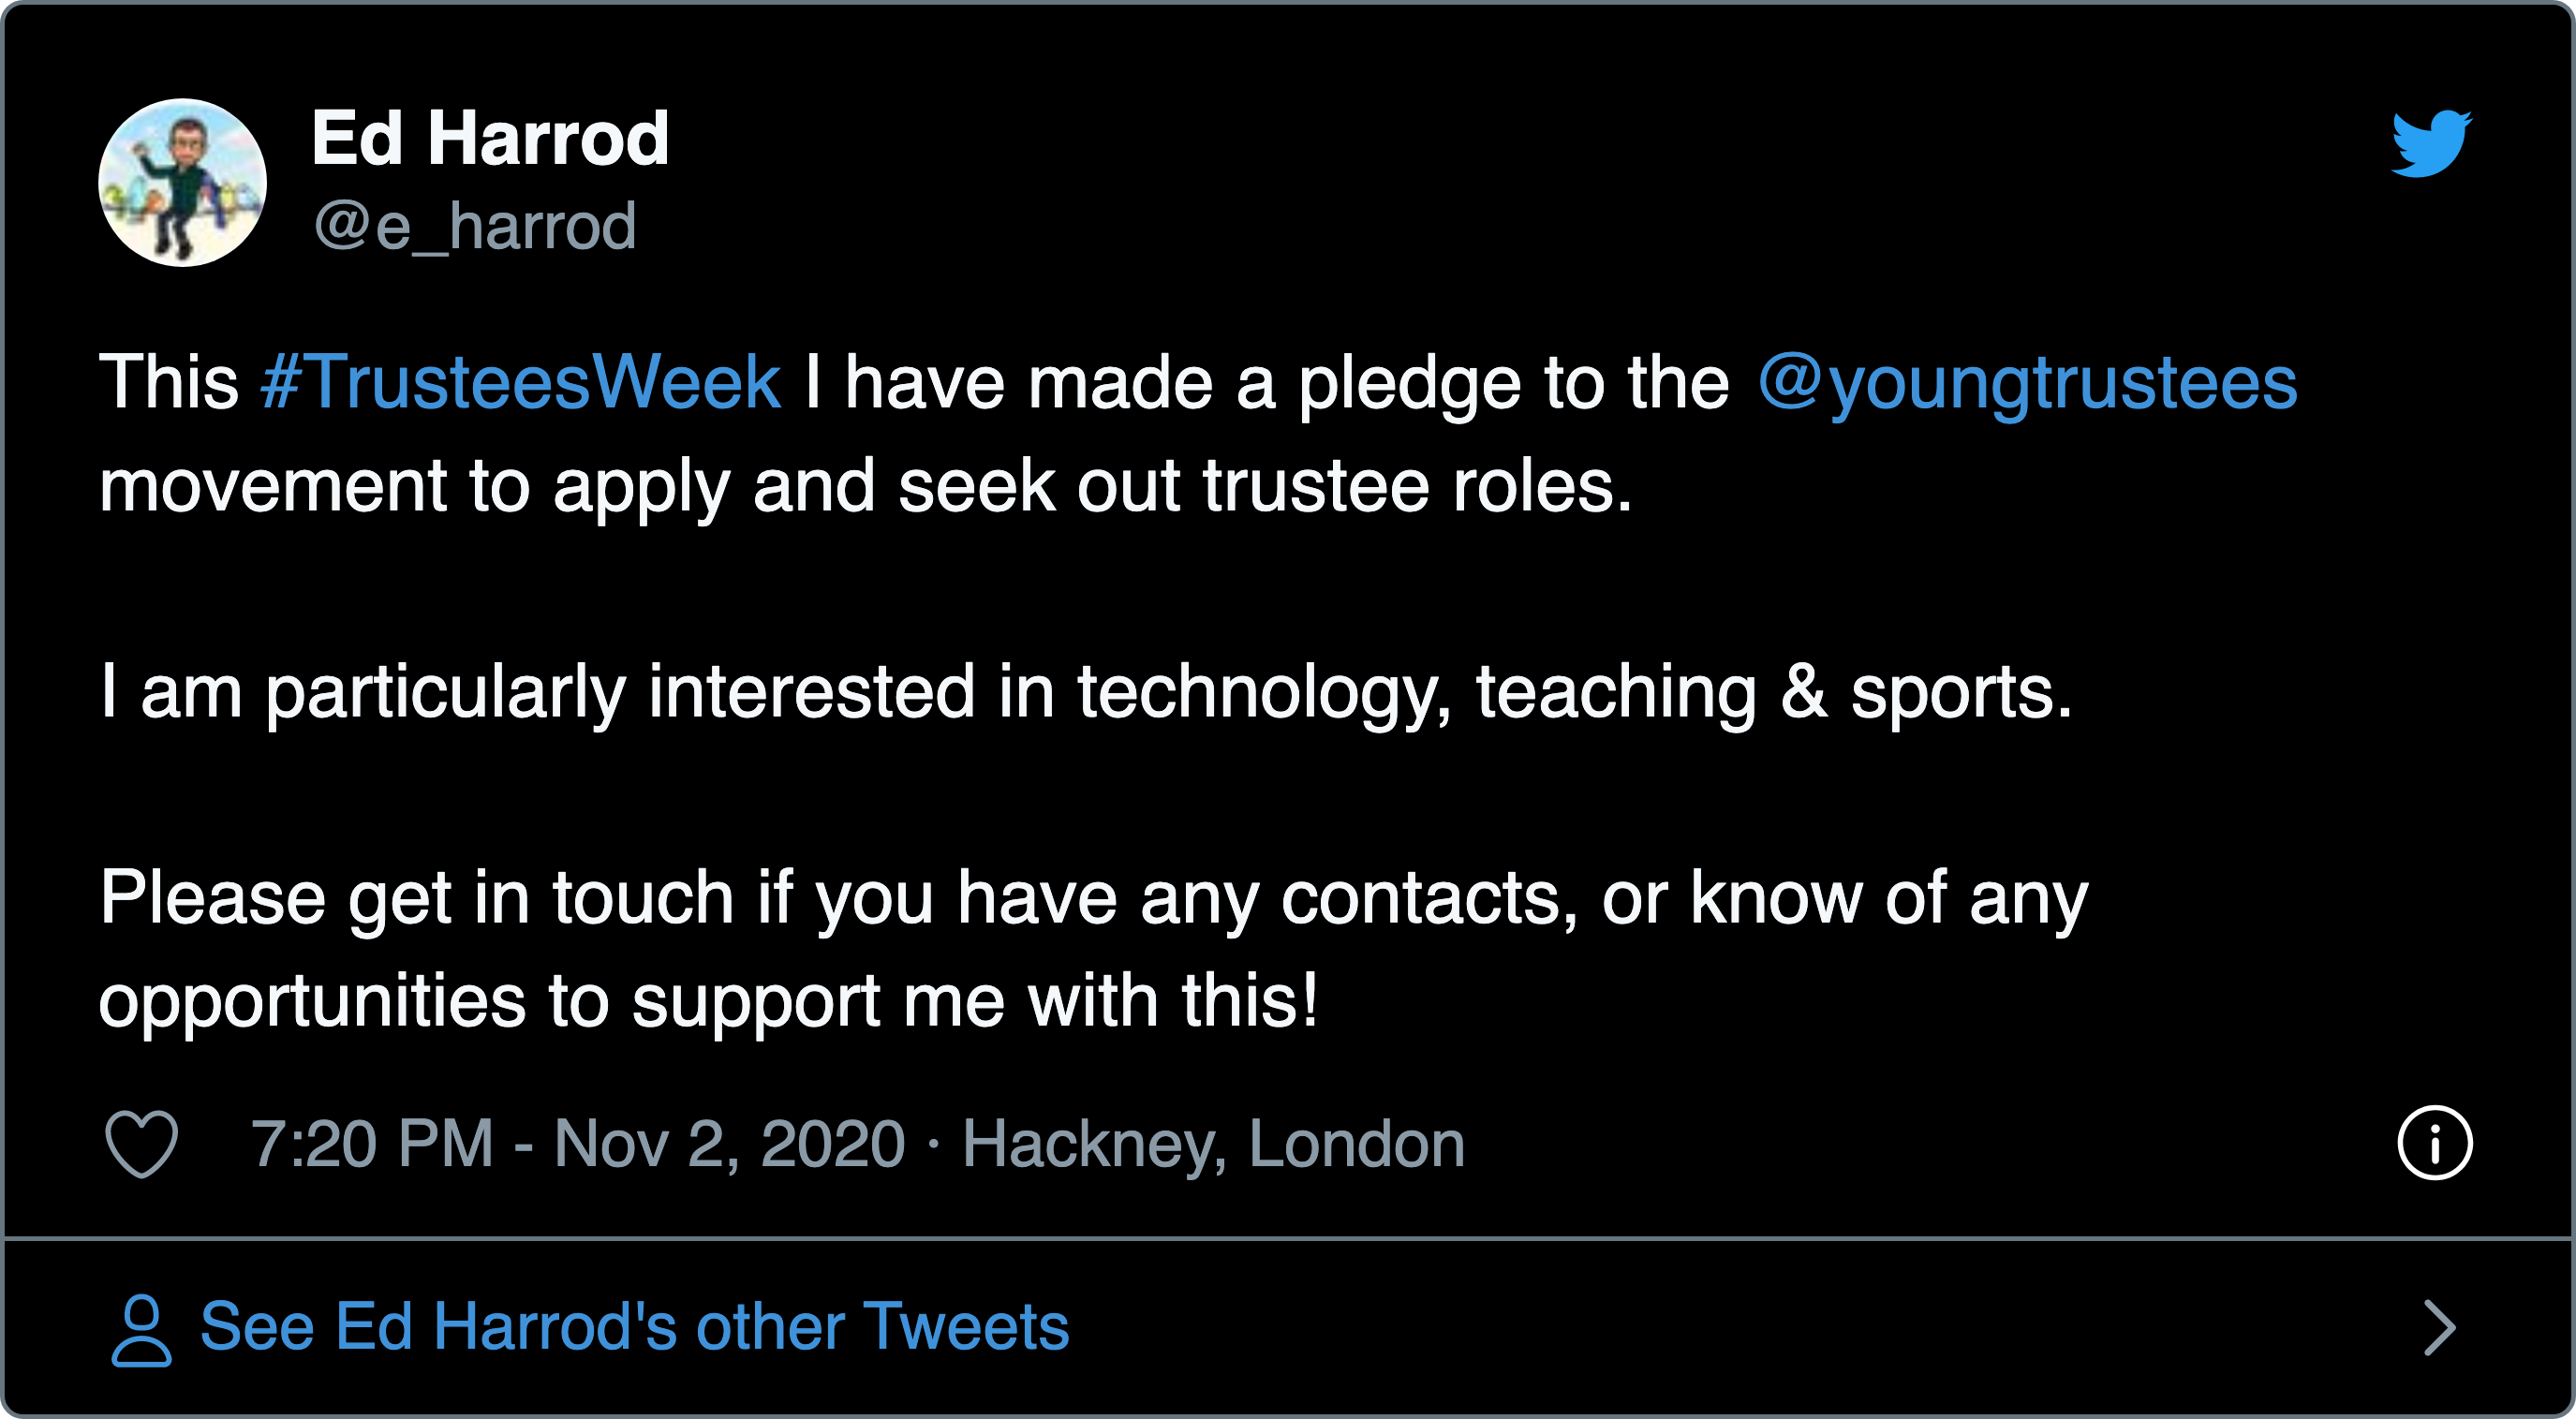 Ed Harrod
@e_harrod
This #TrusteesWeek I have made a pledge to the @youngtrustees
movement to apply and seek out trustee roles.
I am particularly interested in technology, teaching & sports.
Please get in touch if you have any contacts, or know of any
opportunities to support me with this!
7:20 PM - Nov 2, 2020 · Hackney, London
See Ed Harrod's other Tweets